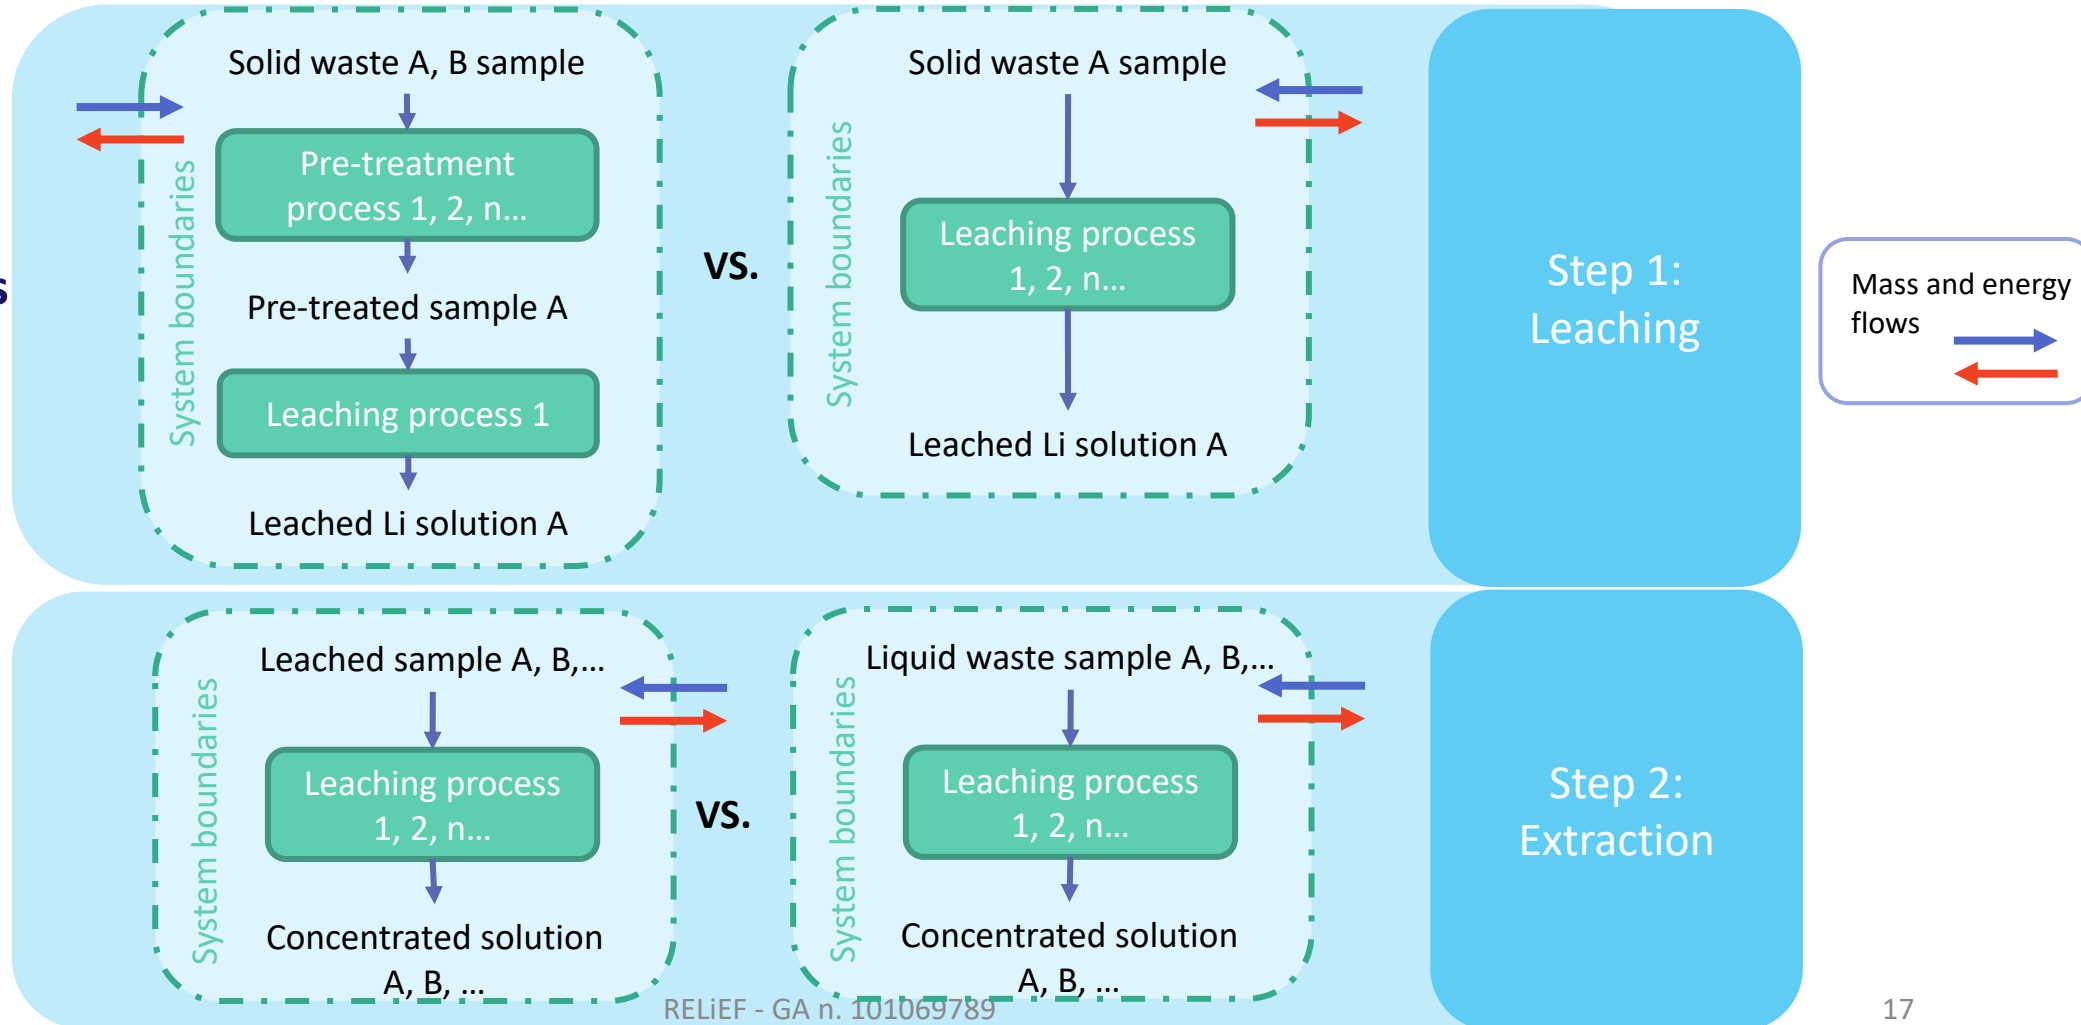 Solid waste A, B sample
System boundaries
Pre-treatment
process 1, 2, n...
Pre-treated sample A
Leaching process 1
Leached Li solution A
s
VS.
Solid waste A sample
System boundaries
Leaching process
1, 2, n...
Leached Li solution A
Step 1:
Leaching
Mass and energy
flows
Leached sample A, B,...
System boundaries
Leaching process
1, 2, n...
Concentrated solution
A, B, ...
VS.
Liquid waste sample A, B,...
System boundaries
Leaching process
1, 2, n...
Concentrated solution
A, B, ...
Step 2:
Extraction
RELiEF - GA n. 101069789
17